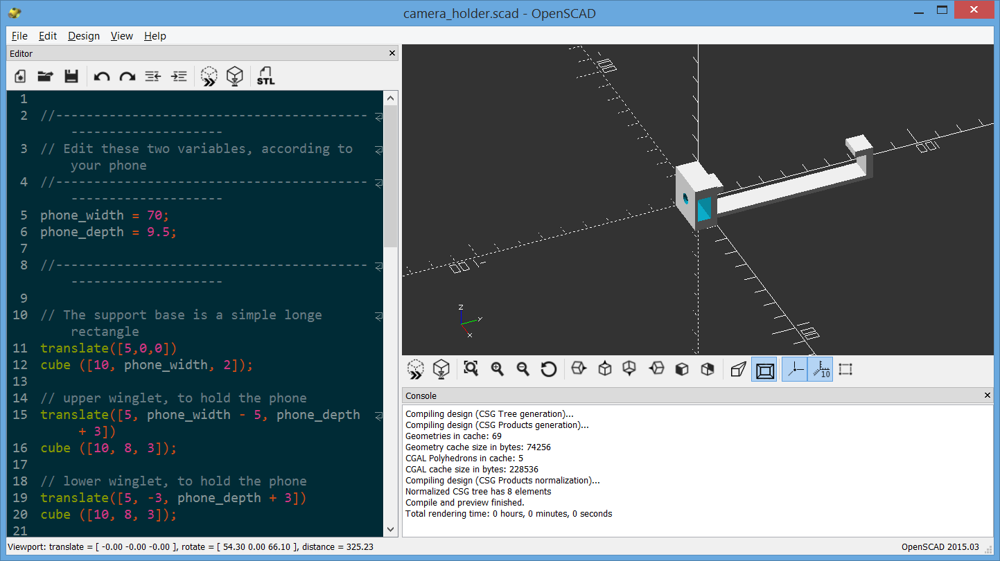 camera_holder.scad - OpenSCAD
File Edit Design View Help
Editor
STL
1
2 //-----------------------------------------
--------------------
3 // Edit these two variables, according to
your phone
4 //-----------------------------------------
--------------------
5 phone_width = 70;
6 phone_depth = 9.5;
7
8 //-----------------------------------------
--------------------
9
10 // The support base is a simple longe
rectangle
11 translate([5,0,0])
12 cube ([10, phone_width, 2]);
13
14 // upper winglet, to hold the phone
15 translate([5, phone_width - 5, phone_depth
+ 3])
16 cube ([10, 8, 3]);
17
18 // lower winglet, to hold the phone
19 translate([5, -3, phone_depth + 3])
20 cube ([10, 8, 3]);
21
100
100
100
100
Z
Y
X
10
Console
Compiling design (CSG Tree generation)...
Compiling design (CSG Products generation)...
Geometries in cache: 69
Geometry cache size in bytes: 74256
CGAL Polyhedrons in cache: 5
CGAL cache size in bytes: 228536
Compiling design (CSG Products normalization)...
Normalized CSG tree has 8 elements
Compile and preview finished.
Total rendering time: 0 hours, 0 minutes, 0 seconds
Viewport: translate = [ -0.00 -0.00 -0.00 ], rotate = [ 54.30 0.00 66.10 ], distance = 325.23
OpenSCAD 2015.03